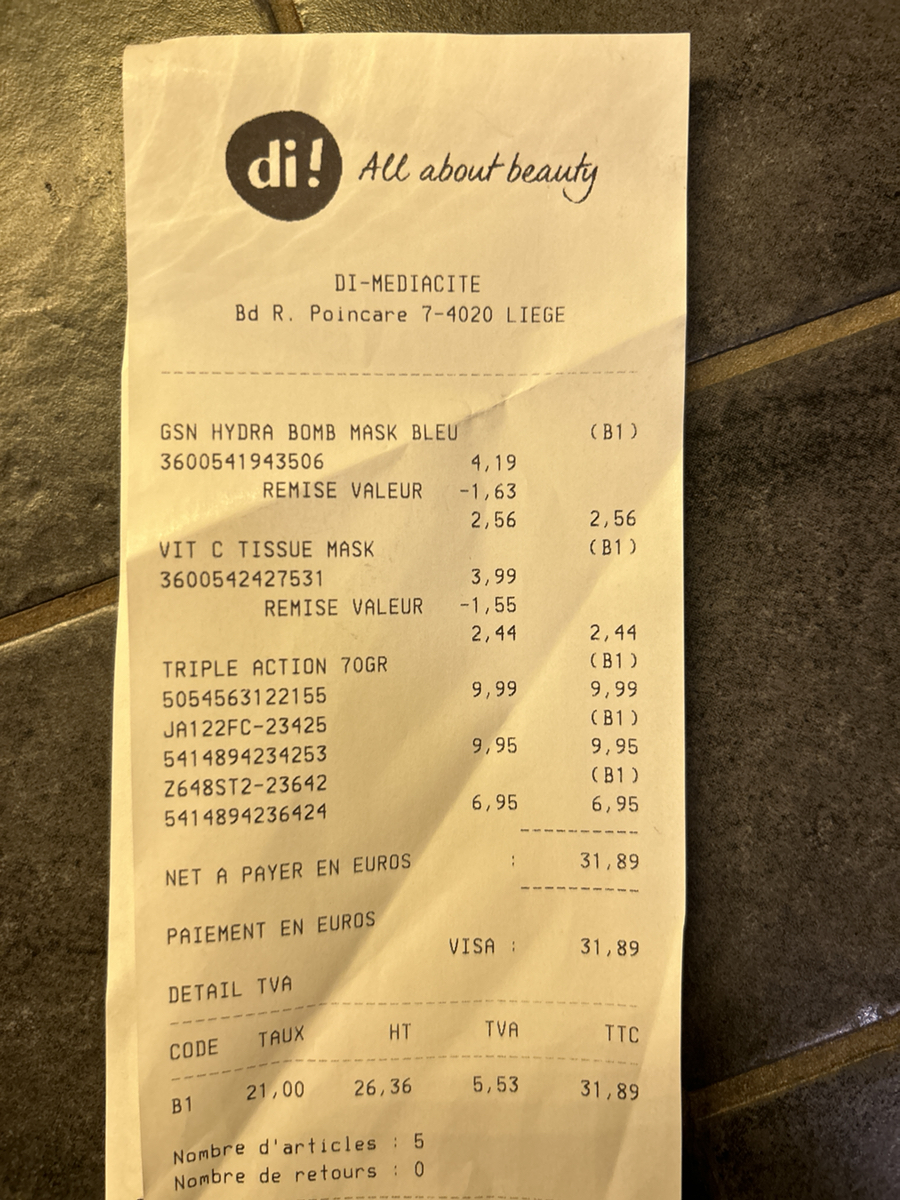 di! All about beauty
DI-MEDIACITE
Bd R. Poincare 7-4020 LIEGE
GSN HYDRA BOMB MASK BLEU (B1)
3600541943506 4,19
REMISE VALEUR -1,63
2,56 2,56
VIT C TISSUE MASK (B1)
3600542427531 3,99
REMISE VALEUR -1,55
2,44 2,44
TRIPLE ACTION 70GR (B1)
5054563122155 9,99 9,99
JA122FC-23425 (B1)
5414894234253 9,95 9,95
Z648ST2-23642 (B1)
5414894236424 6,95 6,95
NET A PAYER EN EUROS : 31,89
PAIEMENT EN EUROS
VISA : 31,89
DETAIL TVA
CODE TAUX HT TVA TTC
B1 21,00 26,36 5,53 31,89
Nombre d'articles : 5
Nombre de retours : 0